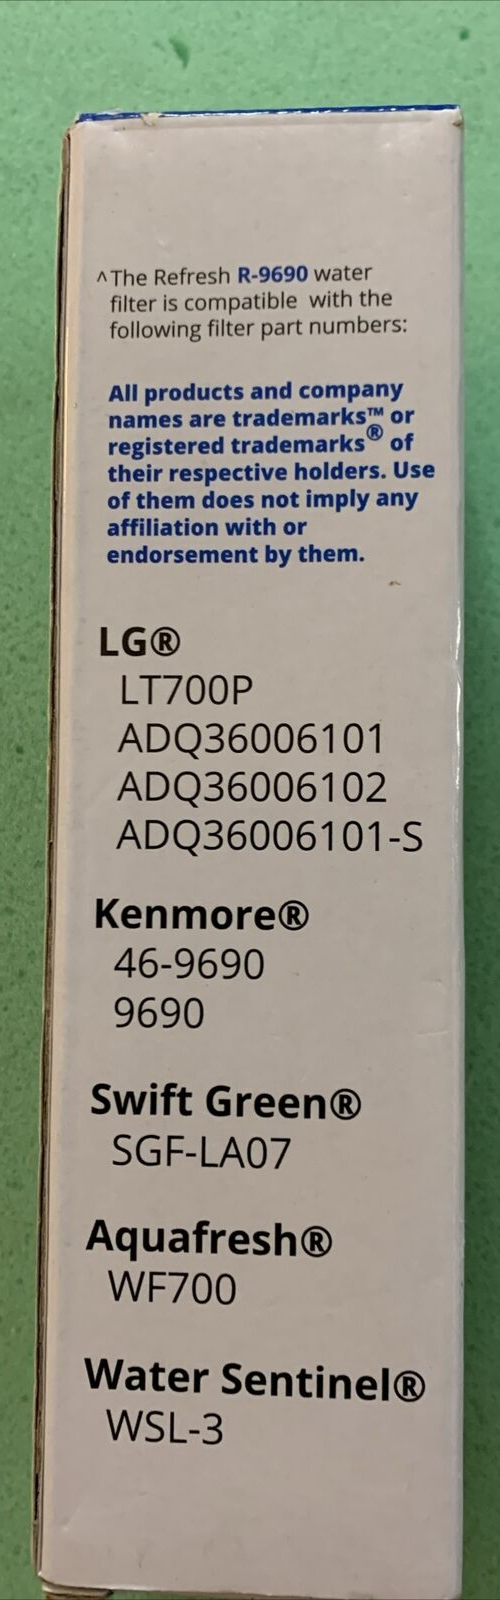 ^The Refresh R-9690 water
filter is compatible with the
following filter part numbers:
All products and company
names are trademarks™ or
registered trademarks® of
their respective holders. Use
of them does not imply any
affiliation with or
endorsement by them.
LG®
LT700P
ADQ36006101
ADQ36006102
ADQ36006101-S
Kenmore®
46-9690
9690
Swift Green®
SGF-LA07
Aquafresh®
WF700
Water Sentinel®
WSL-3